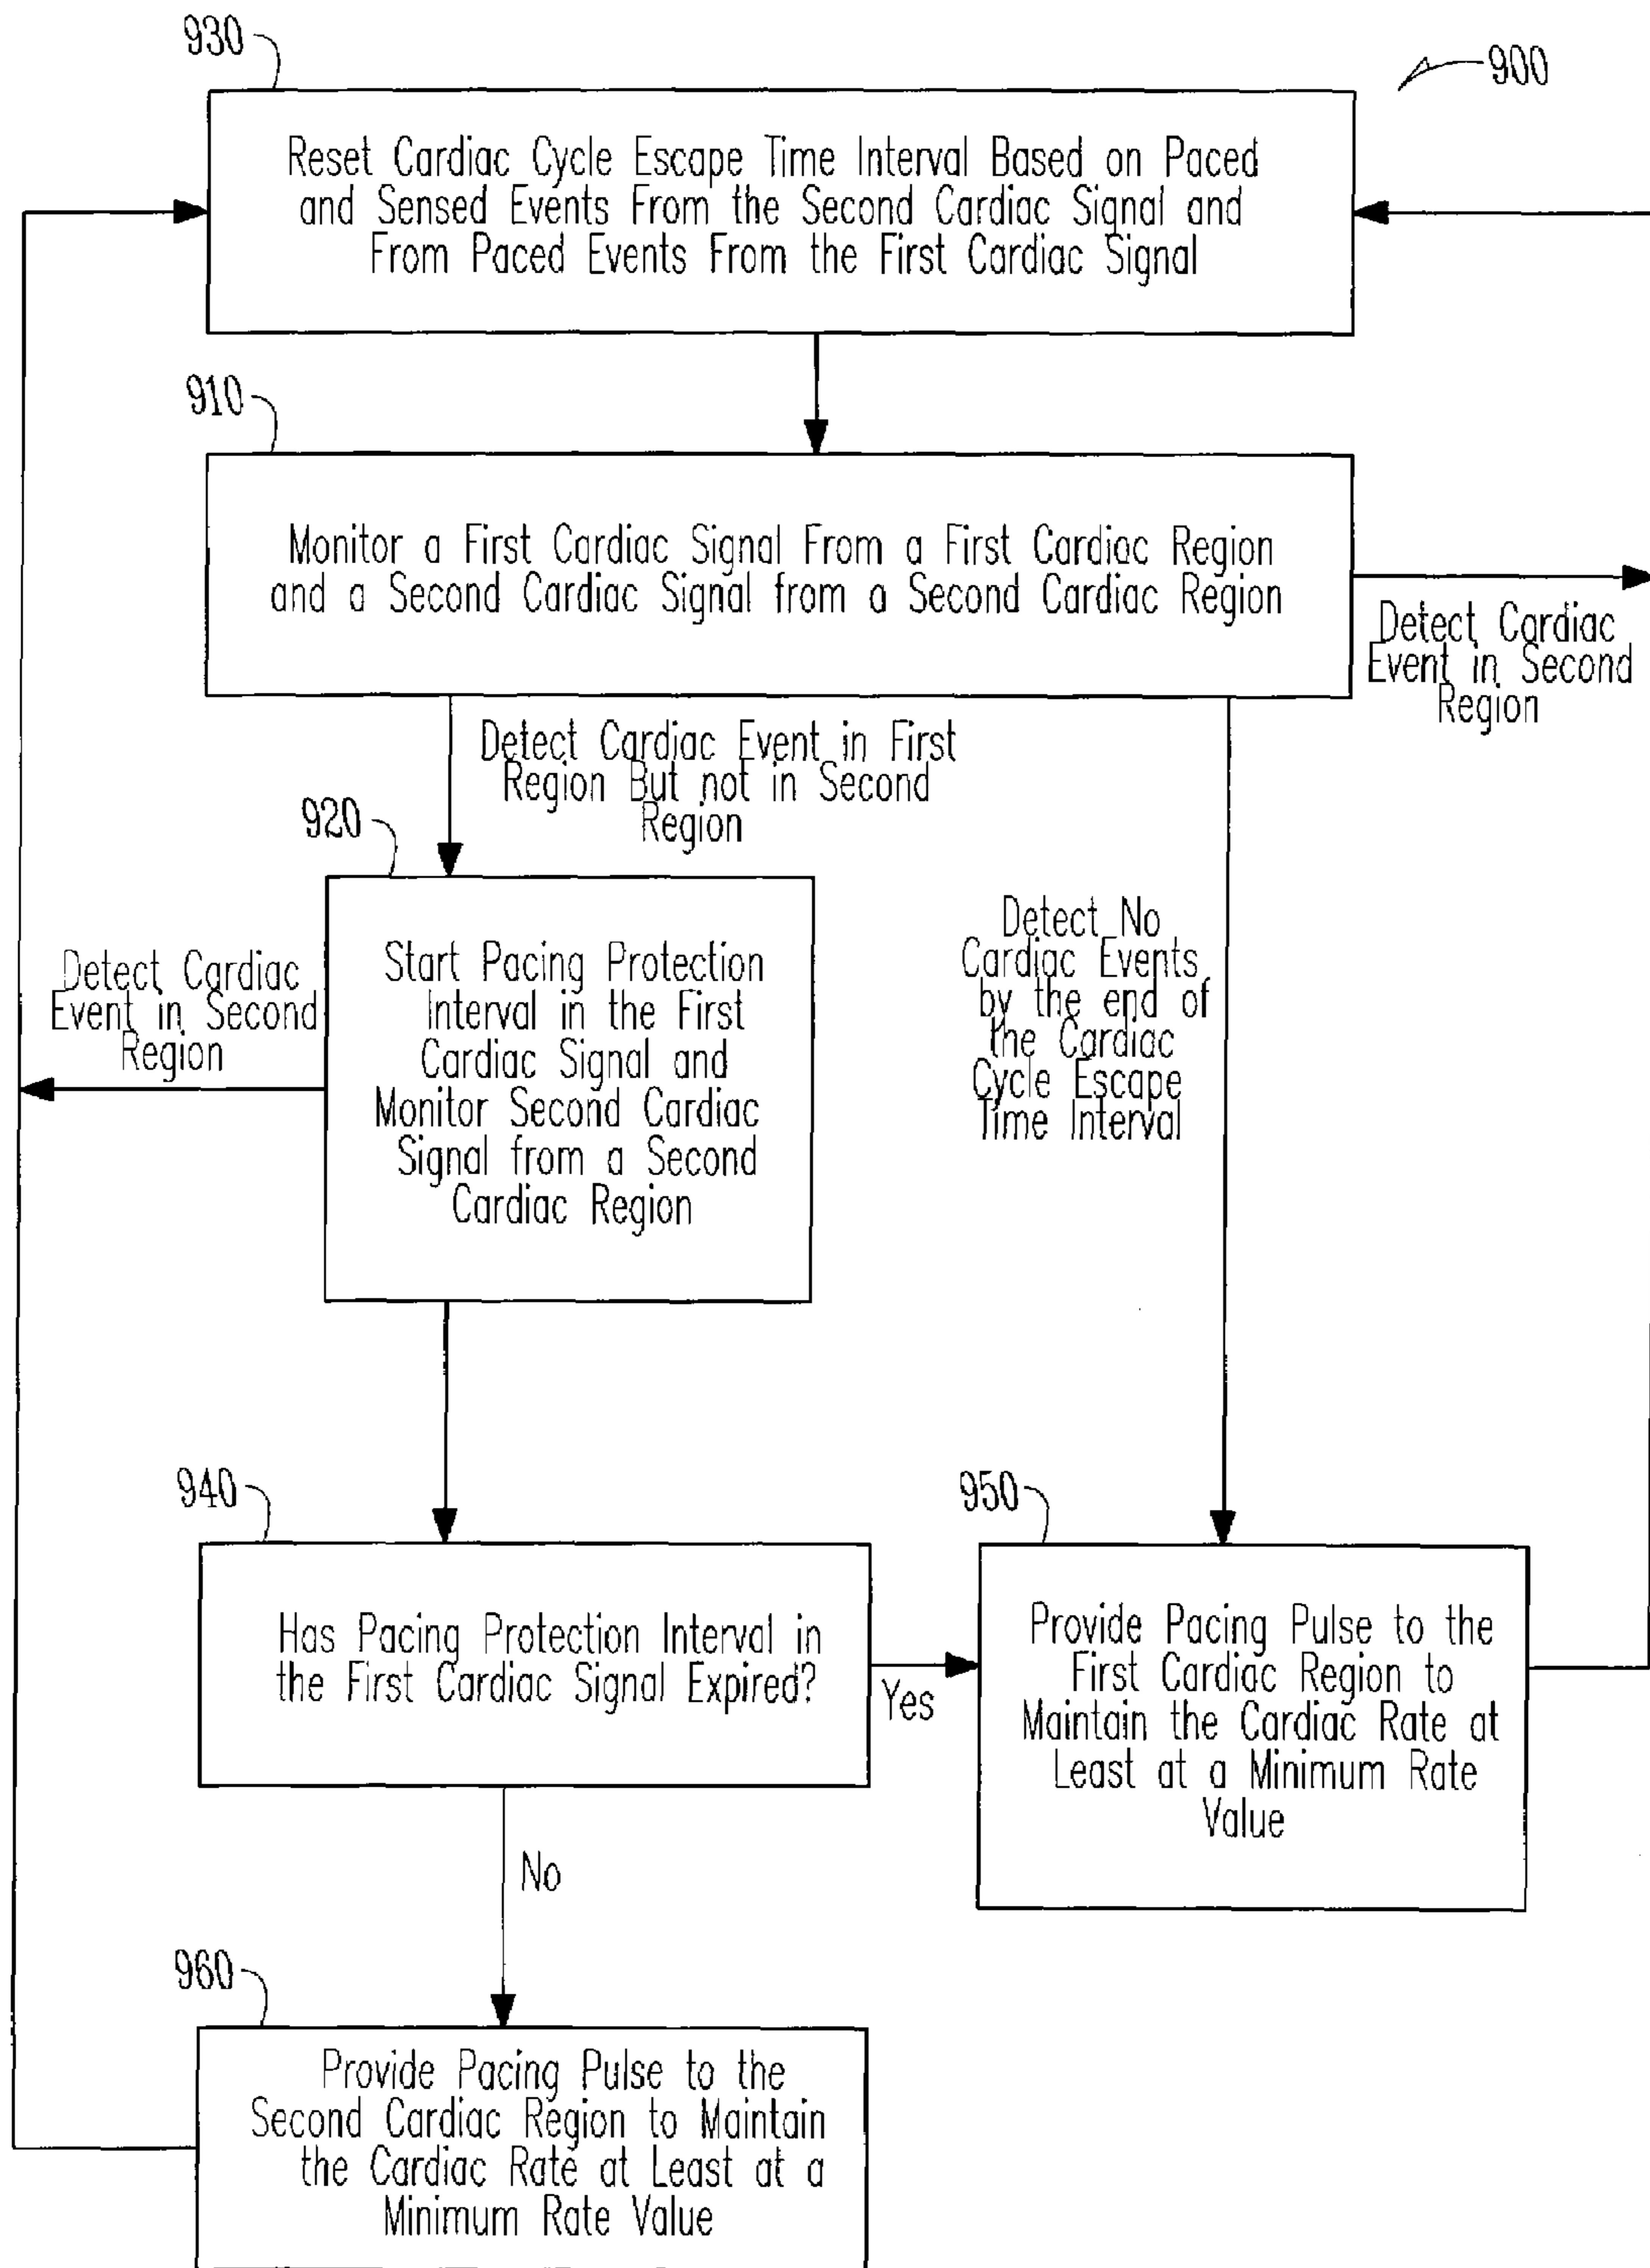 930
900
Reset Cardiac Cycle Escape Time Interval Based on Paced
and Sensed Events From the Second Cardiac Signal and
From Paced Events From the First Cardiac Signal
910
Monitor a First Cardiac Signal From a First Cardiac Region
and a Second Cardiac Signal from a Second Cardiac Region
Detect Cardiac
Event in Second
Region
Detect Cardiac Event in First
Region But not in Second
Region
920
Start Pacing Protection
Interval in the First
Cardiac Signal and
Monitor Second Cardiac
Signal from a Second
Cardiac Region
Detect Cardiac
Event in Second
Region
Detect No
Cardiac Events
by the end of
the Cardiac
Cycle Escape
Time Interval
940
Has Pacing Protection Interval in
the First Cardiac Signal Expired?
Yes
950
Provide Pacing Pulse to the
First Cardiac Region to
Maintain the Cardiac Rate at
Least at a Minimum Rate
Value
No
960
Provide Pacing Pulse to the
Second Cardiac Region to Maintain
the Cardiac Rate at Least at a
Minimum Rate Value